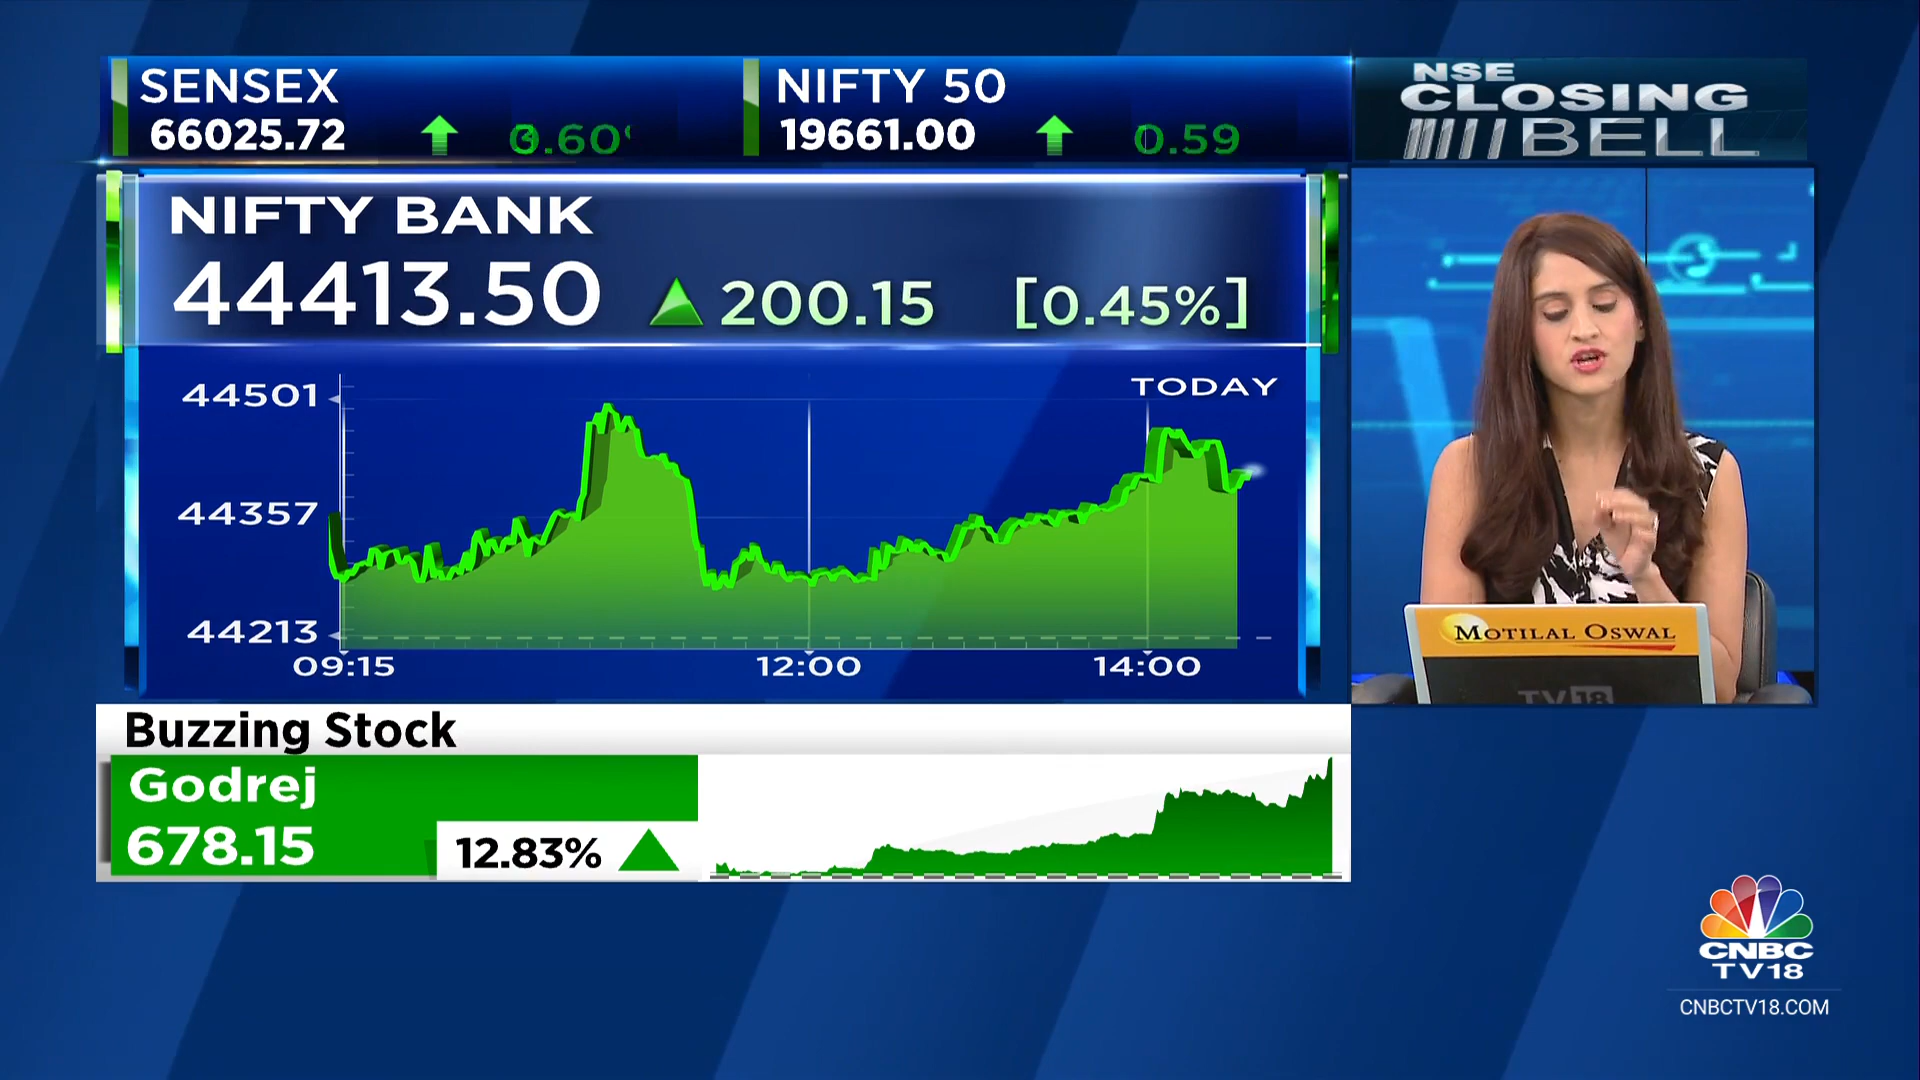 SENSEX
66025.72
NIFTY 50
19661.00 0.59
NSE
CLOSING
BELL
NIFTY BANK
44413.50 200.15 [0.45%]
TODAY
44501
44357
44213
09:15 12:00 14:00
MOTILAL OSWAL
TV18
Buzzing Stock
Godrej
678.15
12.83%
CNBC
TV18
CNBCTV18.COM